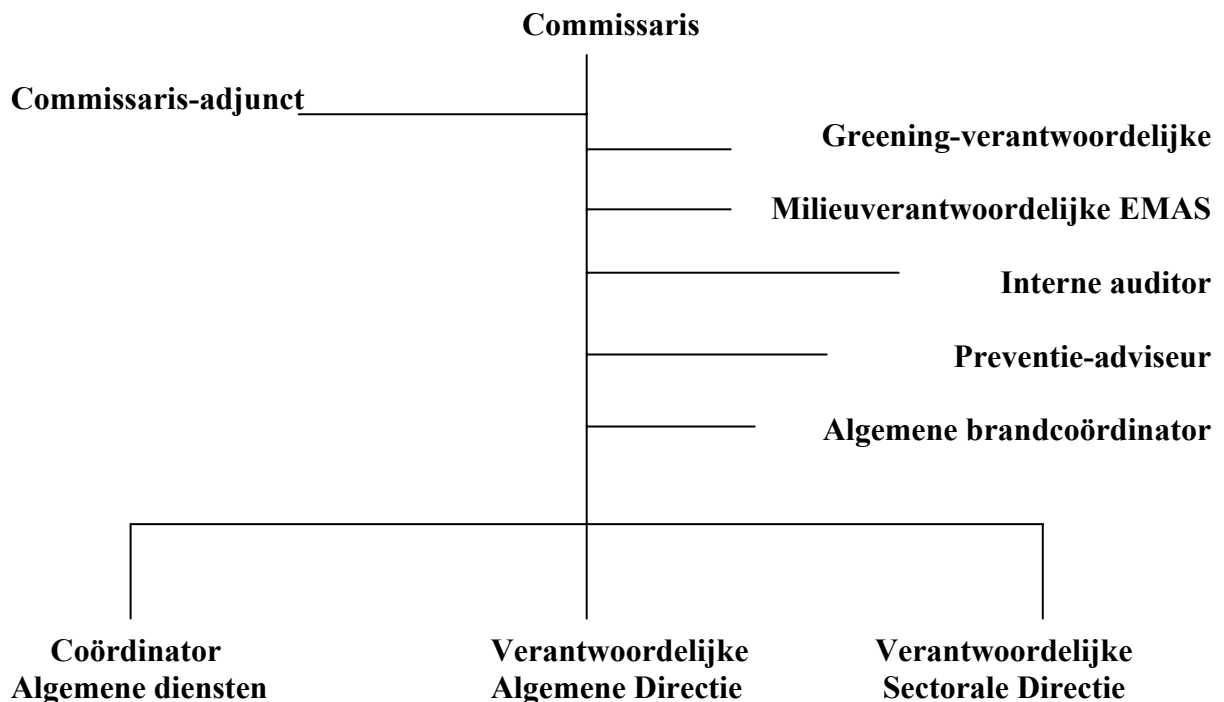 Commissaris
Commissaris-adjunct
Greening-verantwoordelijke
Milieuverantwoordelijke EMAS
Interne auditor
Preventie-adviseur
Algemene brandcoördinator
Coördinator
Algemene diensten
Verantwoordelijke
Algemene Directie
Verantwoordelijke
Sectorale Directie